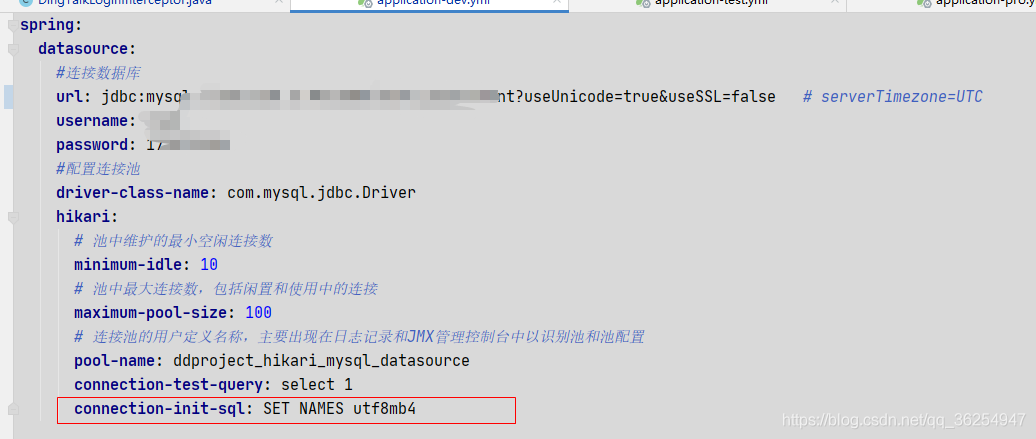 DingTalkLoginInterceptor.java application-dev.yml application-test.yml application-pro.y
spring:
datasource:
#连接数据库
url: jdbc:mysql nt?useUnicode=true&useSSL=false # serverTimezone=UTC
username:
password: 17
#配置连接池
driver-class-name: com.mysql.jdbc.Driver
hikari:
# 池中维护的最小空闲连接数
minimum-idle: 10
# 池中最大连接数，包括闲置和使用中的连接
maximum-pool-size: 100
# 连接池的用户定义名称，主要出现在日志记录和JMX管理控制台中以识别池和池配置
pool-name: ddproject_hikari_mysql_datasource
connection-test-query: select 1
connection-init-sql: SET NAMES utf8mb4
https://blog.csdn.net/qq_36254947